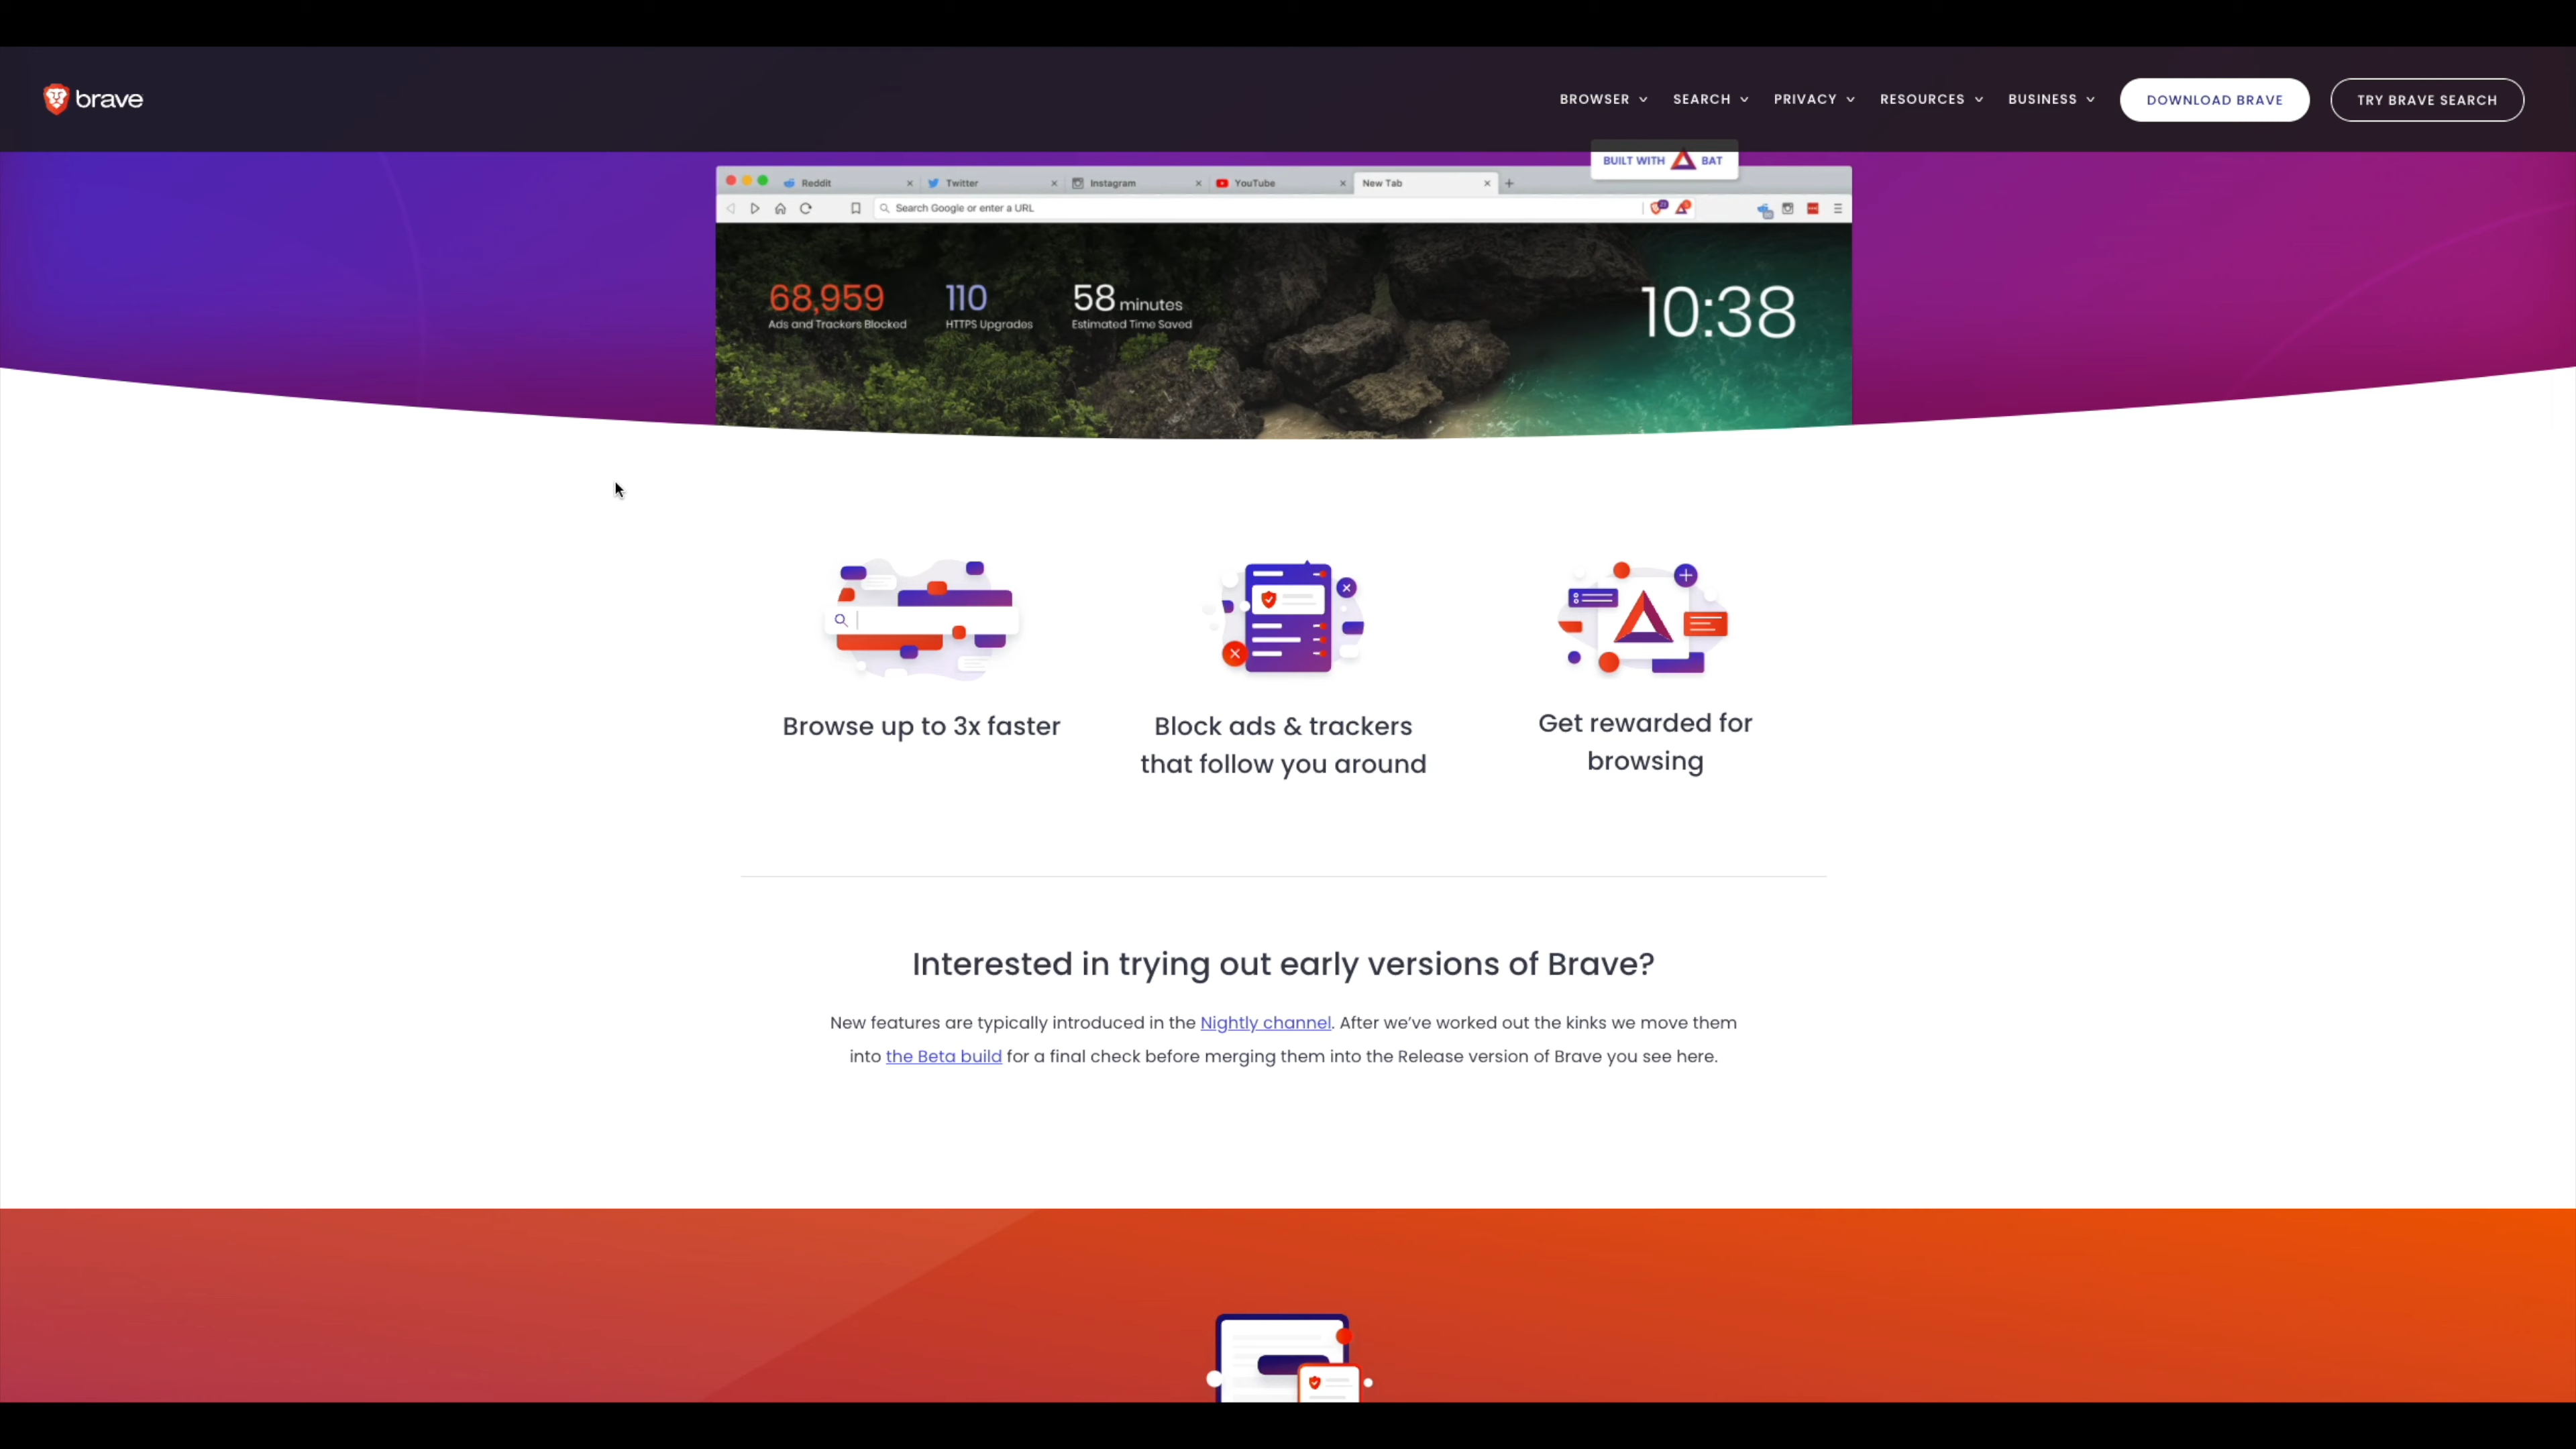 brave
BROWSER
SEARCH
PRIVACY
RESOURCES
BUSINESS
DOWNLOAD BRAVE
TRY BRAVE SEARCH
BUILT WITH BAT
Reddit
Twitter
Instagram
YouTube
New Tab
Search Google or enter a URL
68,959
Ads and Trackers Blocked
110
HTTPS Upgrades
58 minutes
Estimated Time Saved
10:38
Browse up to 3x faster
Block ads & trackers
that follow you around
Get rewarded for
browsing
Interested in trying out early versions of Brave?
New features are typically introduced in the Nightly channel. After we’ve worked out the kinks we move them
into the Beta build for a final check before merging them into the Release version of Brave you see here.